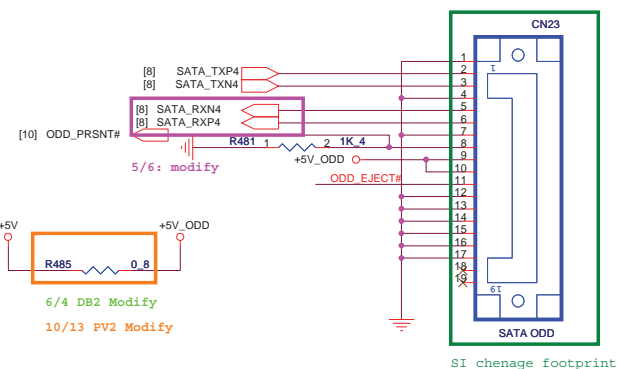 CN23
1
1
[8] SATA_TXP4
2
[8] SATA_TXN4
3
4
[8] SATA_RXN4
5
[8] SATA_RXP4
6
[10] ODD_PRSNT#
7
R481 1 2 1K_4
8
5/6: modify
+5V_ODD
9
10
ODD_EJECT#
11
12
13
14
15
16
17
18
19
19
+5V
+5V_ODD
R485 0_8
6/4 DB2 Modify
10/13 PV2 Modify
SATA ODD
SI chenage footprint